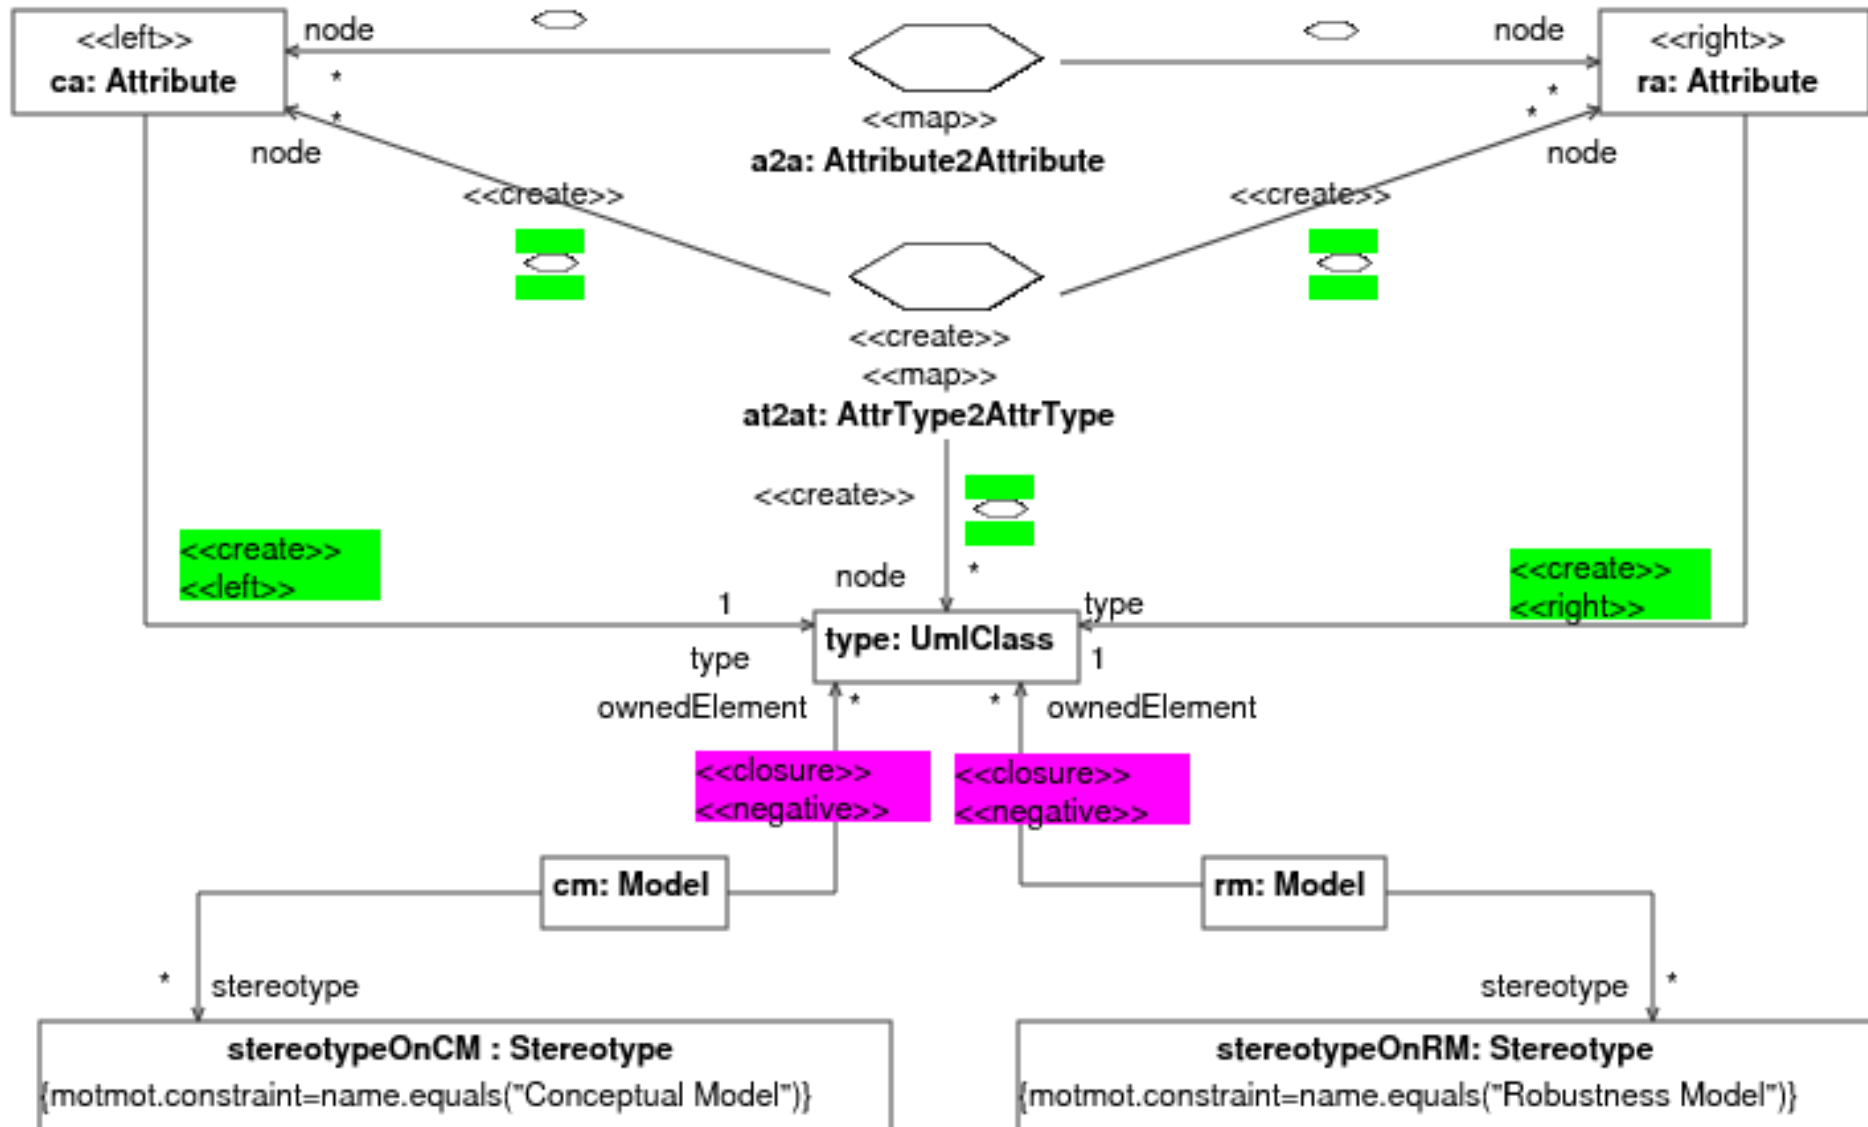 <<left>>
ca: Attribute
node
*
*
node
<<map>>
a2a: Attribute2Attribute
node
*
*
node
<<right>>
ra: Attribute
<<create>>
<<create>>
<<create>>
<<map>>
at2at: AttrType2AttrType
<<create>>
node
*
<<create>>
<<left>>
1
type
<<create>>
<<right>>
type
1
type: UmlClass
ownedElement
*
*
ownedElement
<<closure>>
<<negative>>
<<closure>>
<<negative>>
cm: Model
rm: Model
*
stereotype
stereotype
*
stereotypeOnCM : Stereotype
{motmot.constraint=name.equals("Conceptual Model")}
stereotypeOnRM: Stereotype
{motmot.constraint=name.equals("Robustness Model")}